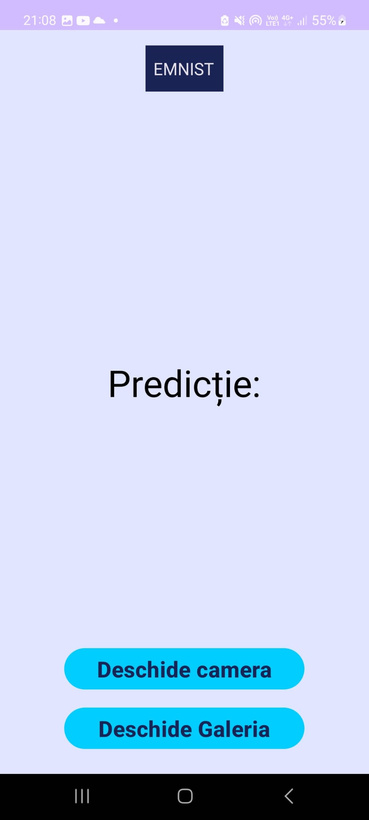 21:08 55%
EMNIST
Predicție:
Deschide camera
Deschide Galeria